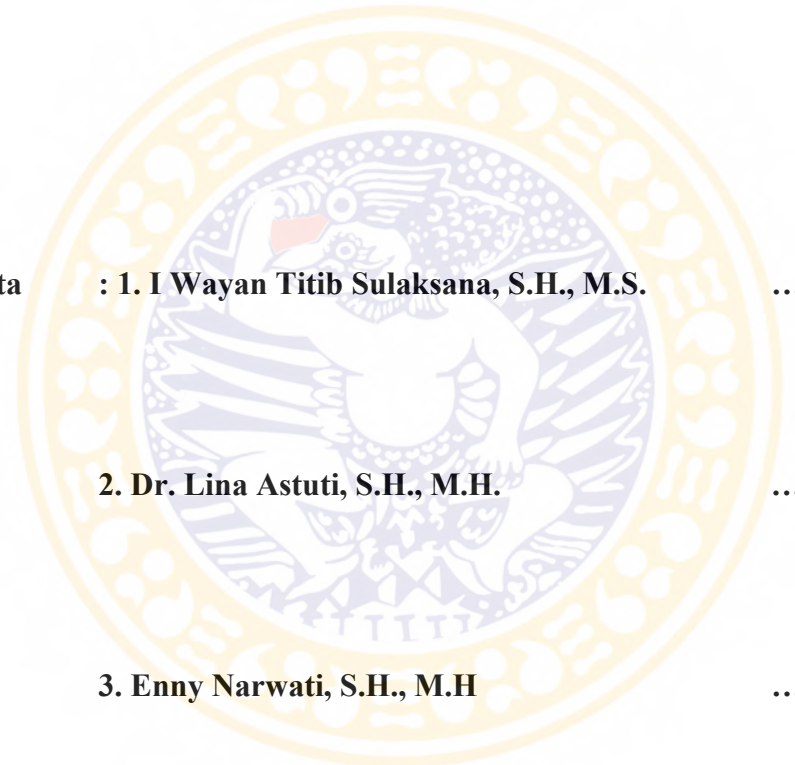 ta : 1. I Wayan Titib Sulaksana, S.H., M.S. ...
2. Dr. Lina Astuti, S.H., M.H. ...
3. Enny Narwati, S.H., M.H ...